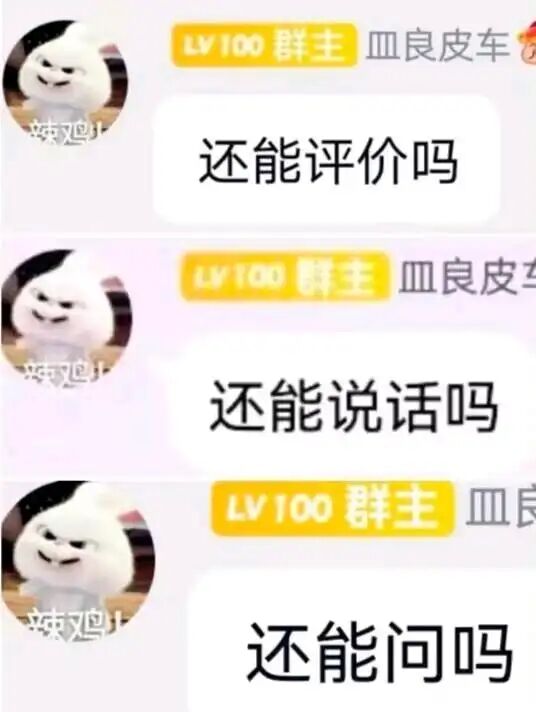 LV100 群主 皿良皮车
辣鸡!
还能评价吗
LV100 群主 皿良皮车
辣鸡!
还能说话吗
LV100 群主 皿良
辣鸡!
还能问吗